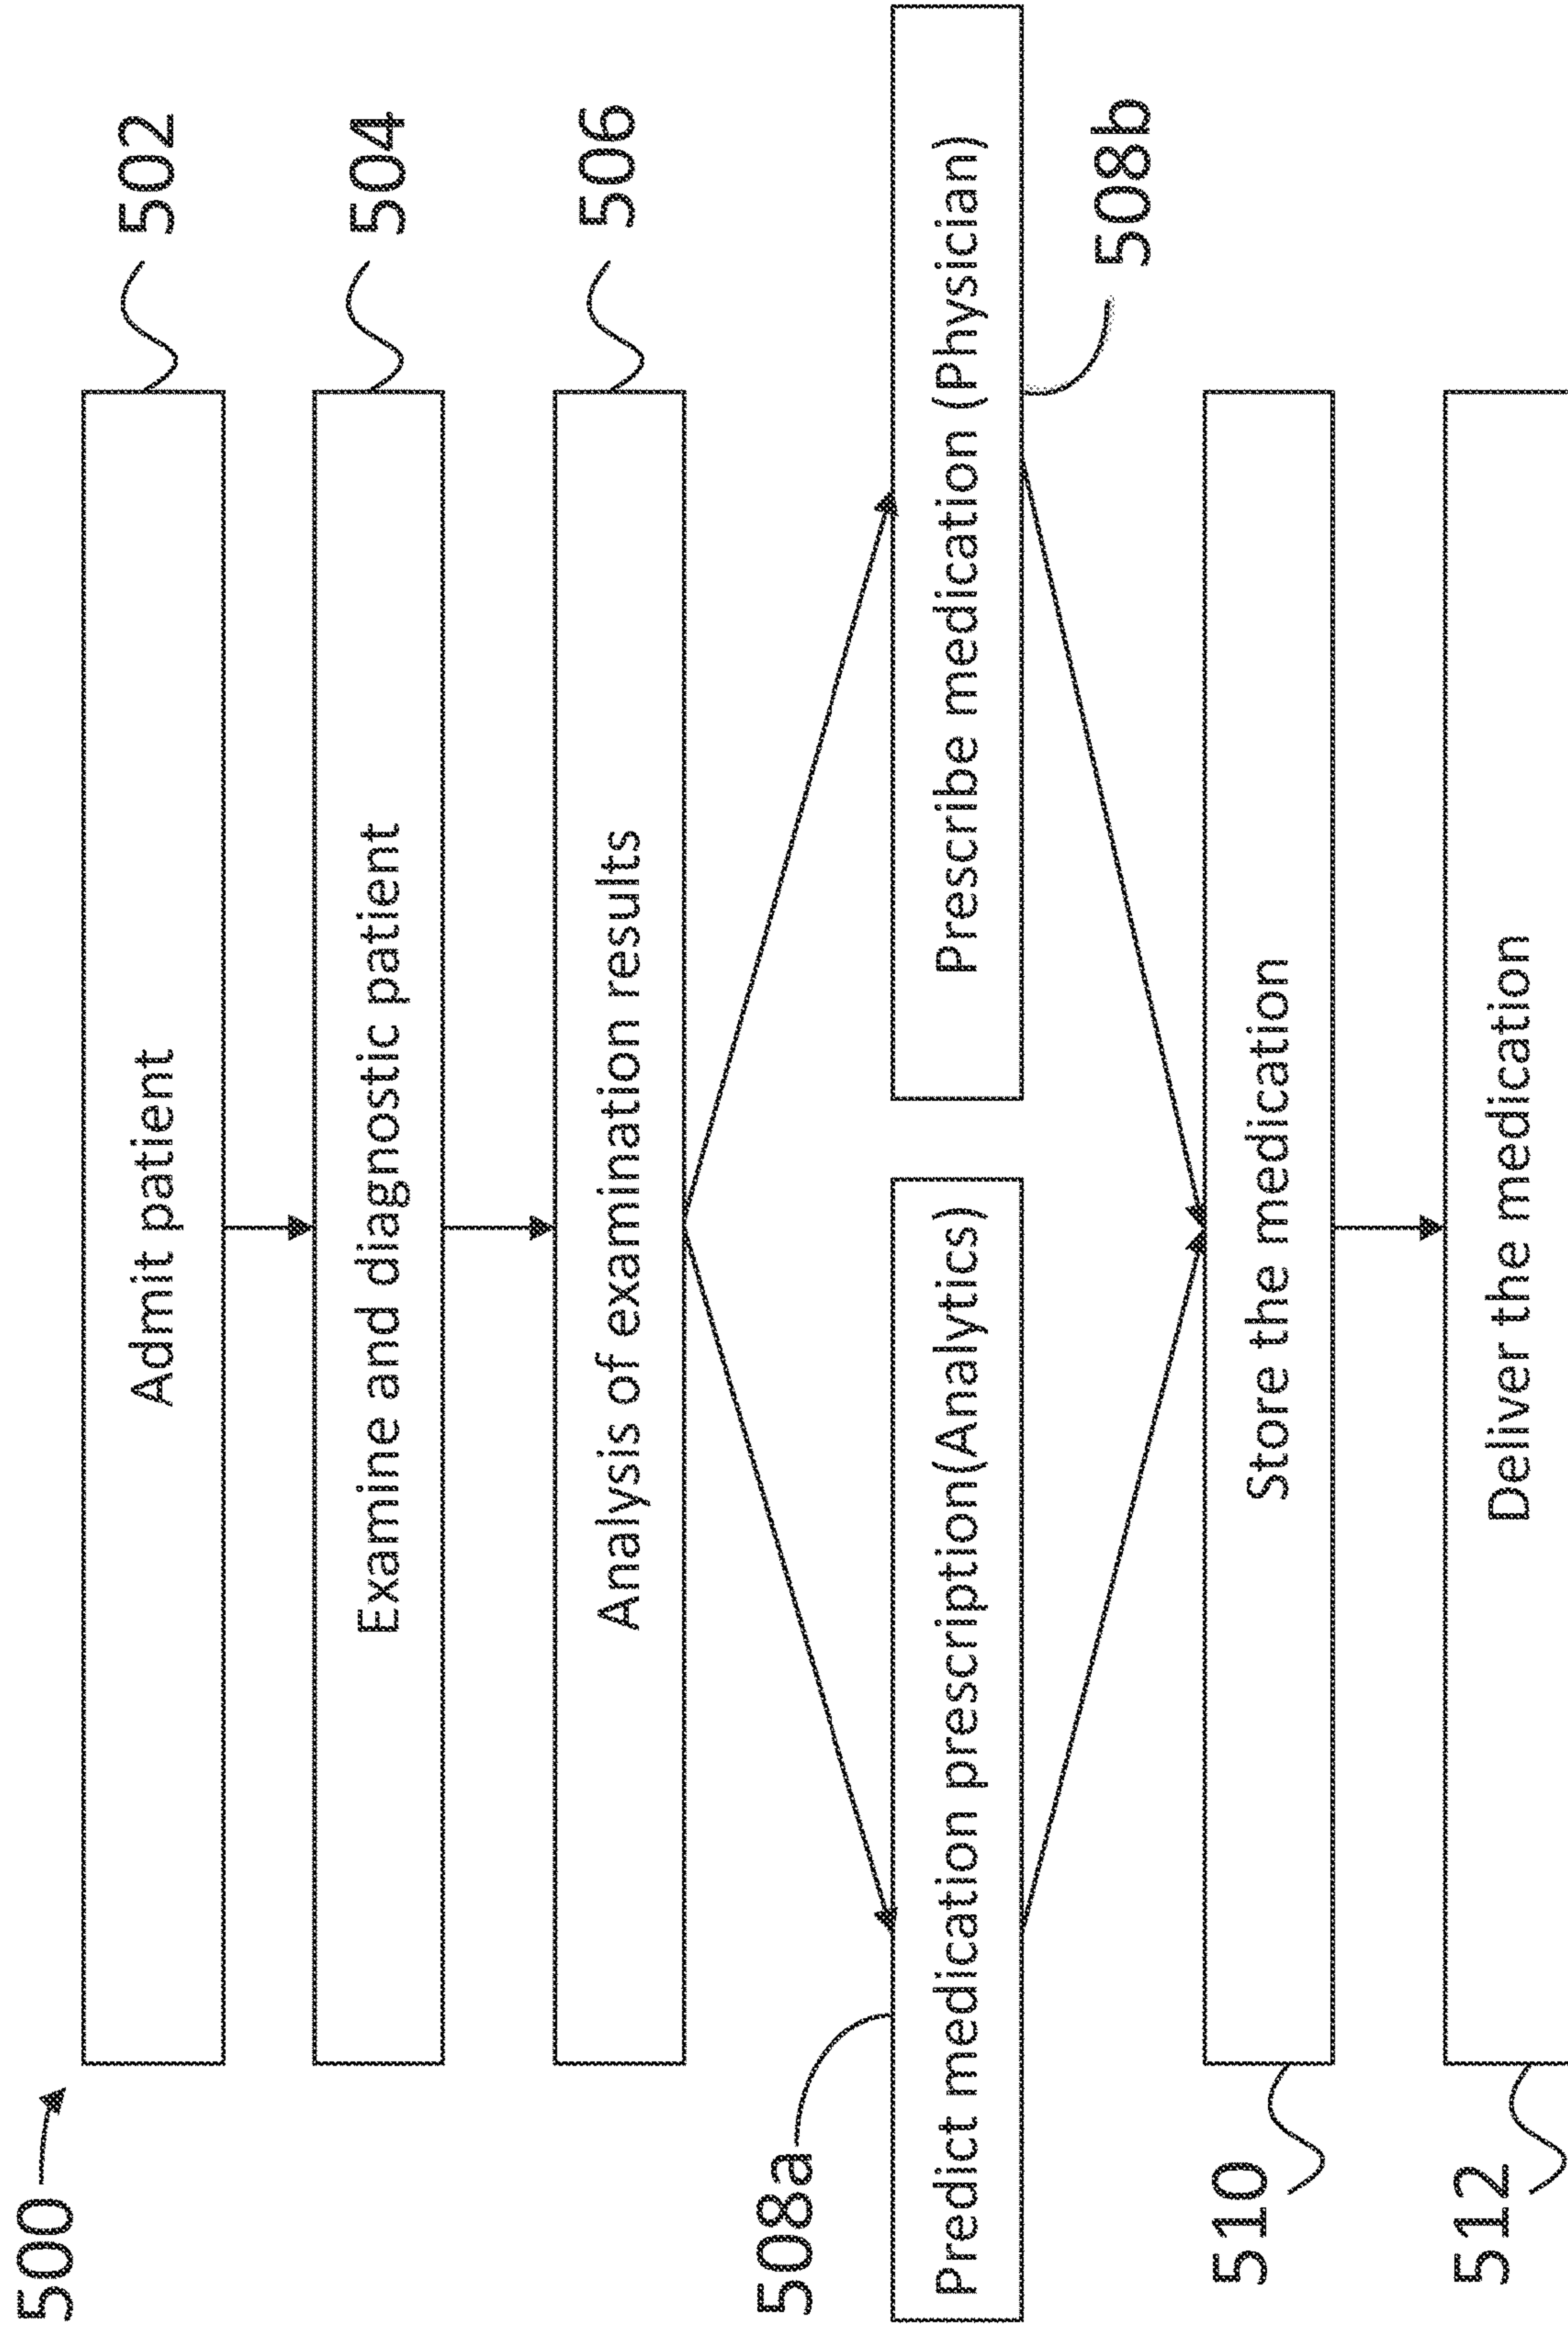 500
Admit patient
502
Examine and diagnostic patient
504
Analysis of examination results
506
508a
Predict medication prescription(Analytics)
Prescribe medication (Physician)
508b
Store the medication
510
Deliver the medication
512